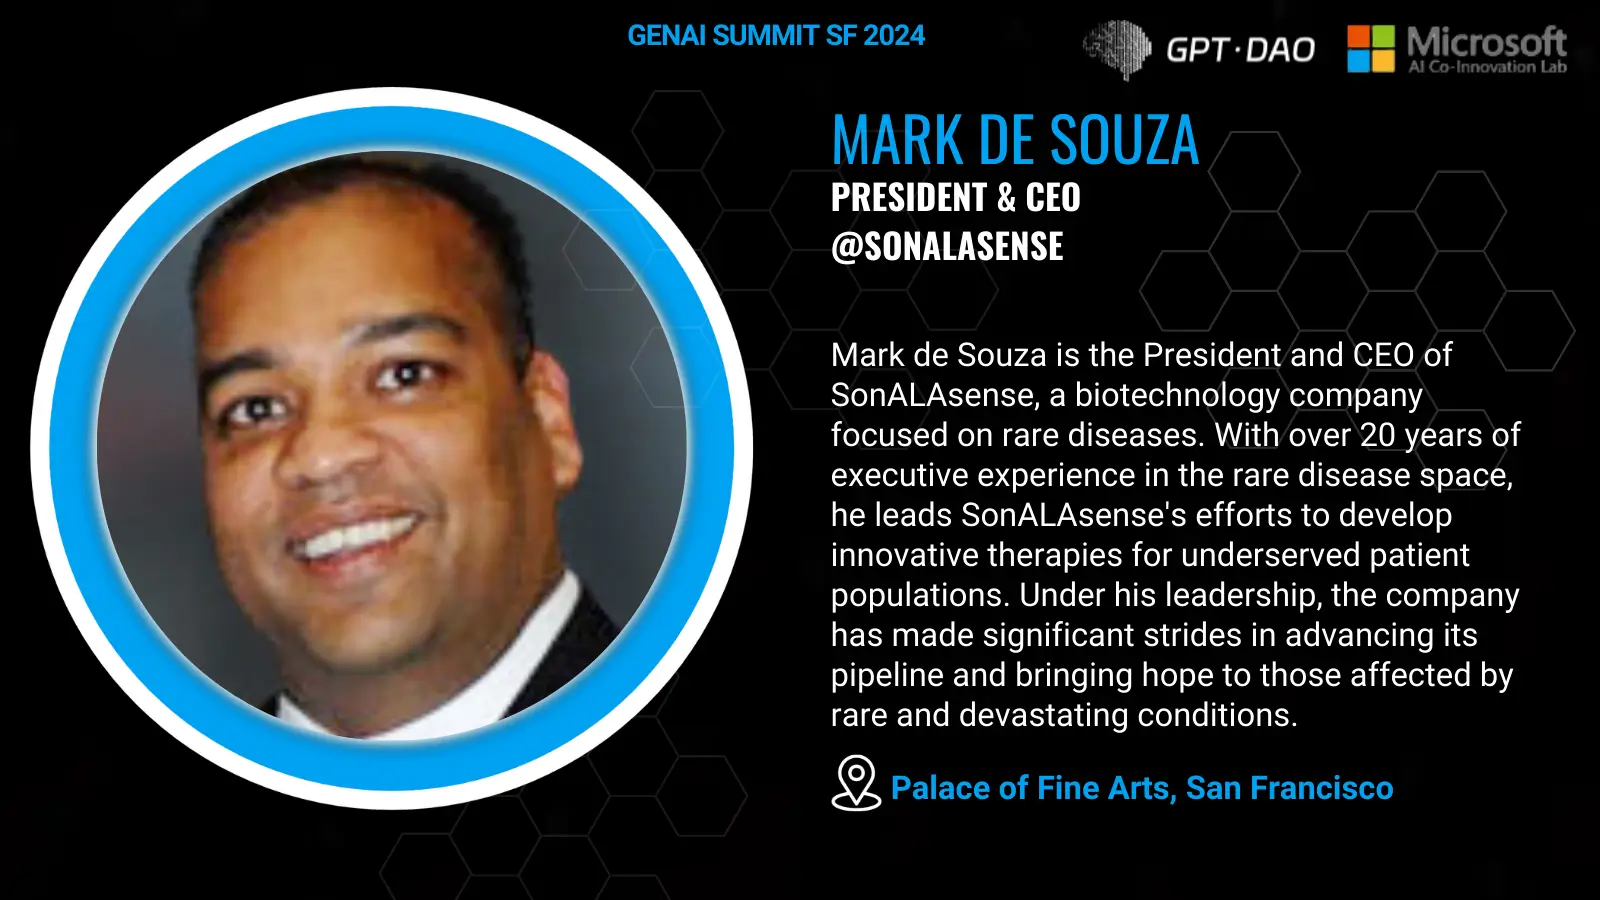 GENAI SUMMIT SF 2024
GPT·DAO
Microsoft
AI Co-Innovation Lab
MARK DE SOUZA
PRESIDENT & CEO
@SONALASENSE
Mark de Souza is the President and CEO of
SonALAsense, a biotechnology company
focused on rare diseases. With over 20 years of
executive experience in the rare disease space,
he leads SonALAsense's efforts to develop
innovative therapies for underserved patient
populations. Under his leadership, the company
has made significant strides in advancing its
pipeline and bringing hope to those affected by
rare and devastating conditions.
Palace of Fine Arts, San Francisco